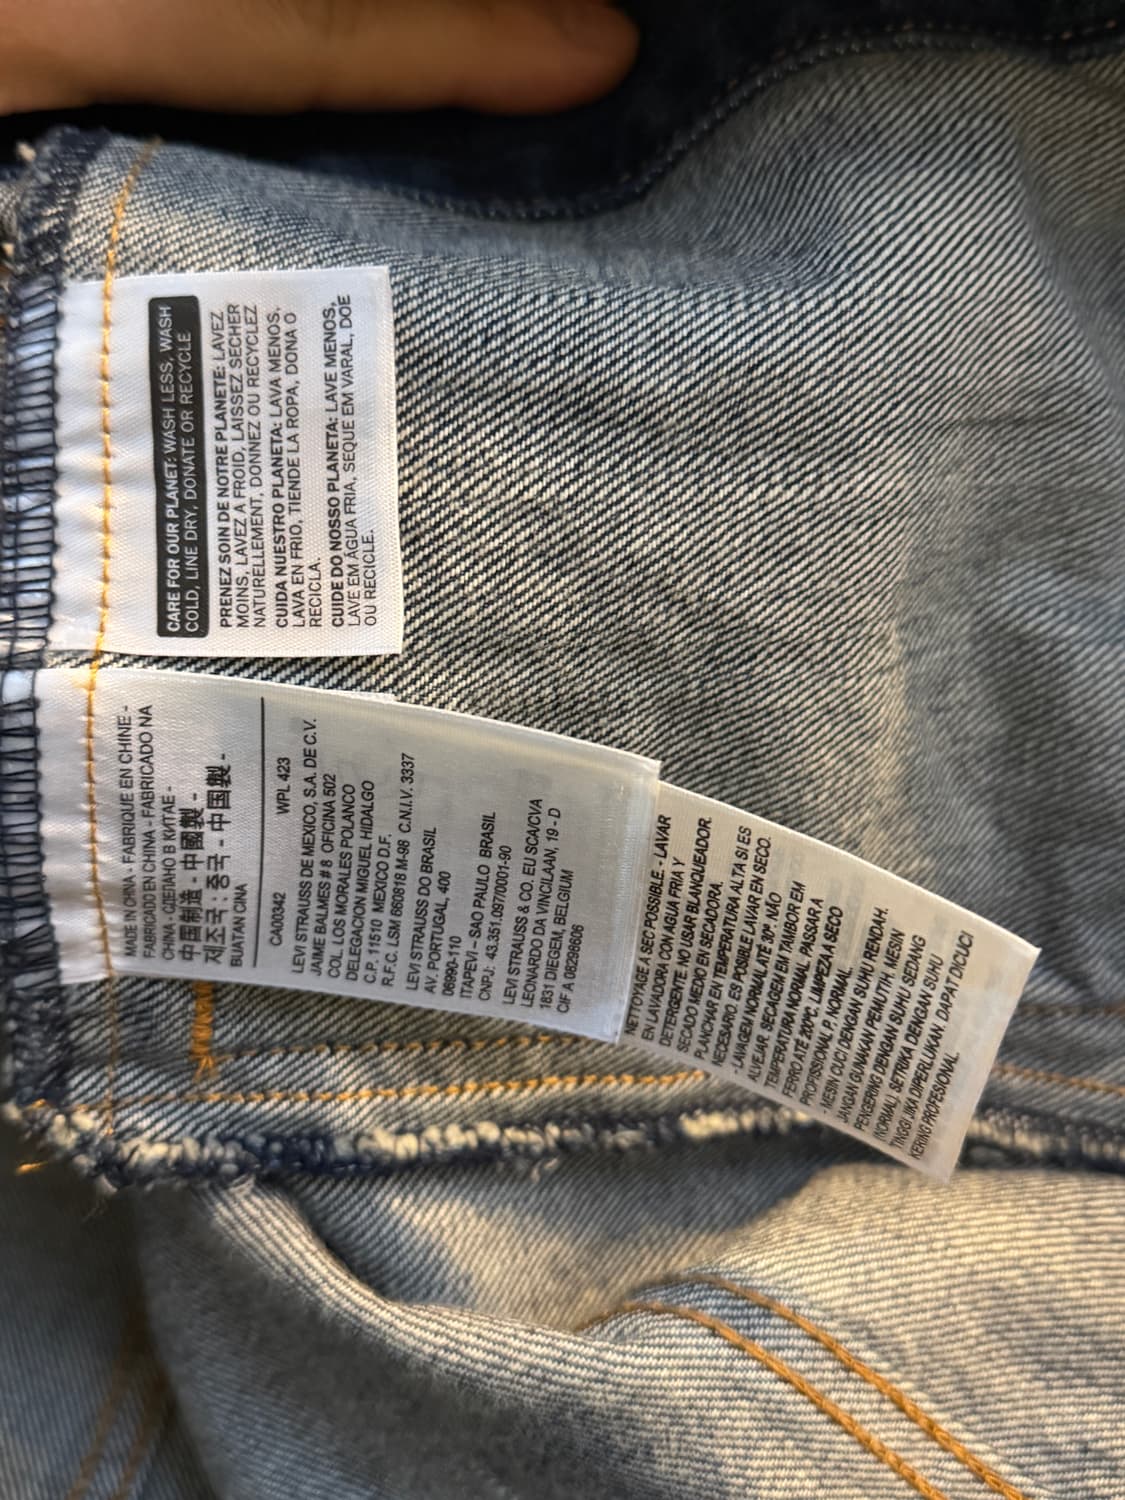 CARE FOR OUR PLANET: WASH LESS, WASH
COLD, LINE DRY, DONATE OR RECYCLE
PRENEZ SOIN DE NOTRE PLANETE: LAVEZ
MOINS, LAVEZ A FROID, LAISSEZ SECHER
NATURELLEMENT, DONNEZ OU RECYCLEZ
CUIDA NUESTRO PLANETA: LAVA MENOS,
LAVA EN FRIO, TIENDE LA ROPA, DONA O
RECICLA.
CUIDE DO NOSSO PLANETA: LAVE MENOS,
LAVE EM ÁGUA FRIA, SEQUE EM VARAL, DOE
OU RECICLE.
MADE IN CHINA - FABRIQUE EN CHINE -
FABRICADO EN CHINA - FABRICADO NA
CHINA - СДЕЛАНО В КИТАЕ -
中国制造 - 中國製 -
제조국 : 중국 - 中国製 -
BUATAN CINA
CA00342 WPL 423
LEVI STRAUSS DE MEXICO, S.A. DE C.V.
JAIME BALMES # 8 OFICINA 502
COL. LOS MORALES POLANCO
DELEGACION MIGUEL HIDALGO
C.P. 11510 MEXICO D.F.
R.F.C. LSM 660818 M-98 C.N.I.V. 3337
LEVI STRAUSS DO BRASIL
AV. PORTUGAL, 400
06690-110
ITAPEVI - SAO PAULO BRASIL
CNPJ: 43.351.097/0001-90
LEVI STRAUSS & CO. EU SCA/CVA
LEONARDO DA VINCILAAN, 19 - D
1831 DIEGEM, BELGIUM
CIF A 08298606
NETTOYAGE A SEC POSSIBLE. - LAVAR
EN LAVADORA CON AGUA FRIA Y
DETERGENTE. NO USAR BLANQUEADOR.
SECADO MEDIO EN SECADORA.
PLANCHAR EN TEMPERATURA ALTA SI ES
NECESARIO. ES POSIBLE LAVAR EN SECO.
- LAVAGEM NORMAL ATÉ 30º. NÃO
ALVEJAR. SECAGEM EM TAMBOR EM
TEMPERATURA NORMAL. PASSAR A
FERRO ATÉ 200ºC. LIMPEZA A SECO
PROFISSIONAL P. NORMAL.
- MESIN CUCI DENGAN SUHU RENDAH.
JANGAN GUNAKAN PEMUTIH. MESIN
PENGERING DENGAN SUHU SEDANG
(NORMAL). SETRIKA DENGAN SUHU
TINGGI JIKA DIPERLUKAN. DAPAT DICUCI
KERING PROFESIONAL.